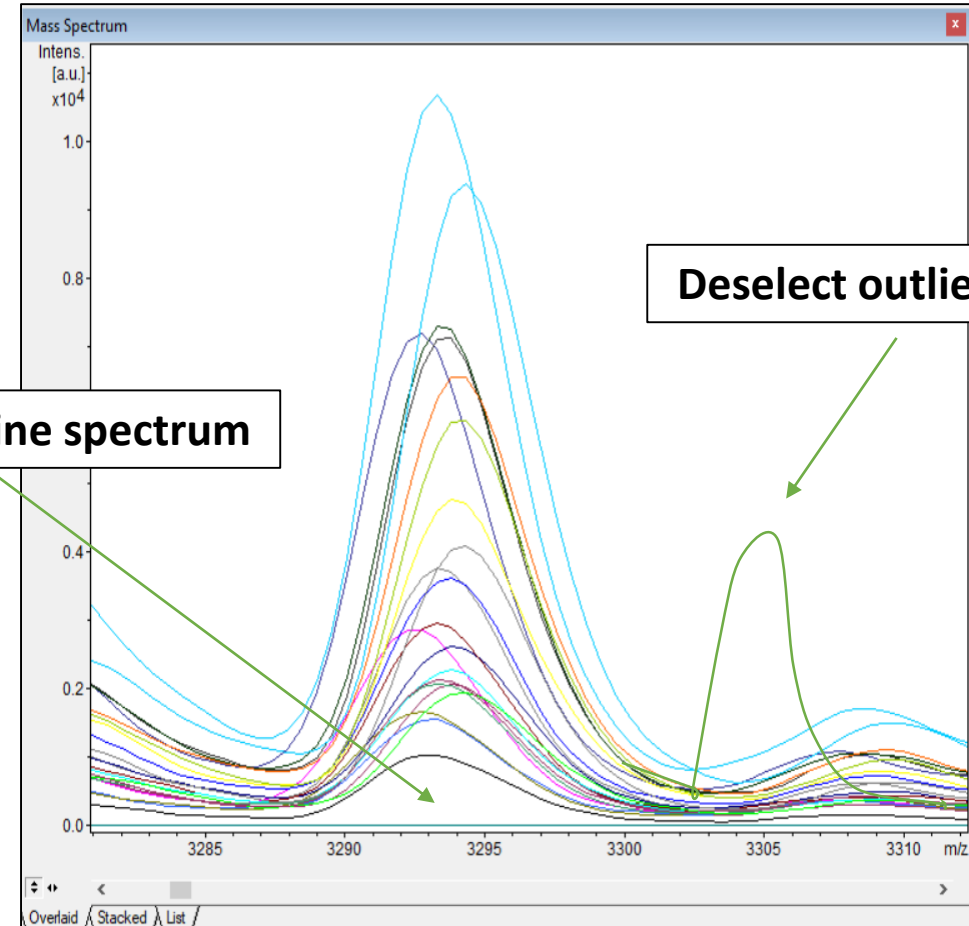 Mass Spectrum
x
Intens.
[a.u.]
x10⁴
1.0
0.8
Deselect outlie
ine spectrum
0.4
0.2
0.0
3285 3290 3295 3300 3305 3310 m/z
Overlaid Stacked List